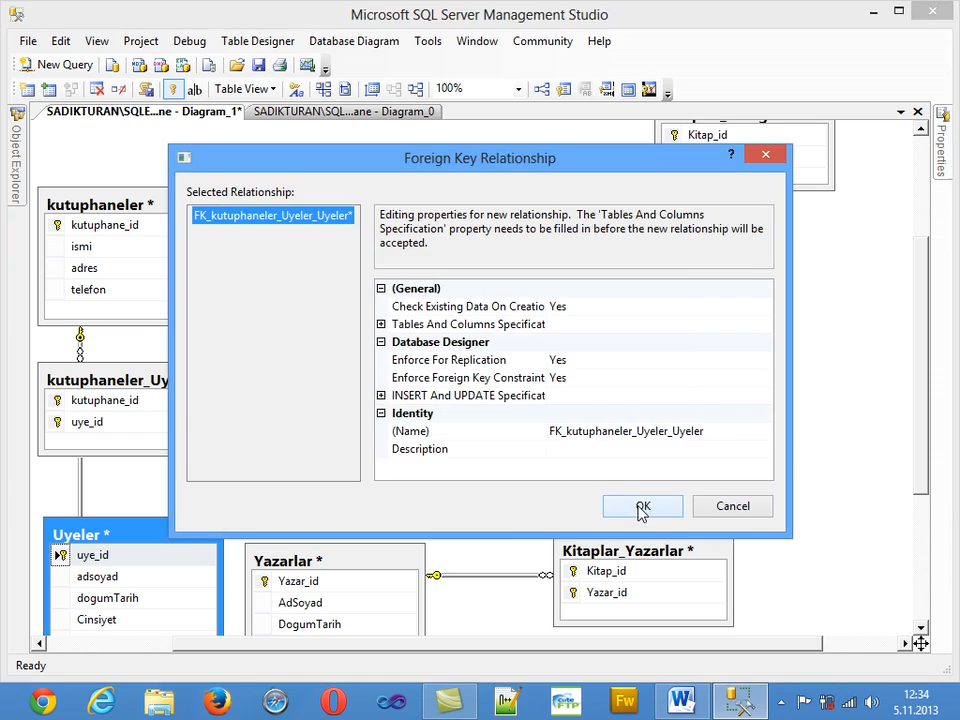 Microsoft SQL Server Management Studio
File Edit View Project Debug Table Designer Database Diagram Tools Window Community Help
New Query
ab Table View 100%
SADIKTURAN\SQLE...ne - Diagram_1* SADIKTURAN\SQL...ane - Diagram_0
Object Explorer
Properties
Kitap_id
Foreign Key Relationship
?
Selected Relationship:
FK_kutuphaneler_Uyeler_Uyeler*
Editing properties for new relationship. The 'Tables And Columns
Specification' property needs to be filled in before the new relationship will be
accepted.
(General)
Check Existing Data On Creatio Yes
Tables And Columns Specificat
Database Designer
Enforce For Replication Yes
Enforce Foreign Key Constraint Yes
INSERT And UPDATE Specificat
Identity
(Name) FK_kutuphaneler_Uyeler_Uyeler
Description
OK Cancel
kutuphaneler *
kutuphane_id
ismi
adres
telefon
kutuphaneler_Uy
kutuphane_id
uye_id
Uyeler *
uye_id
adsoyad
dogumTarih
Cinsiyet
Yazarlar *
Yazar_id
AdSoyad
DogumTarih
Kitaplar_Yazarlar *
Kitap_id
Yazar_id
Ready
12:34
5.11.2013